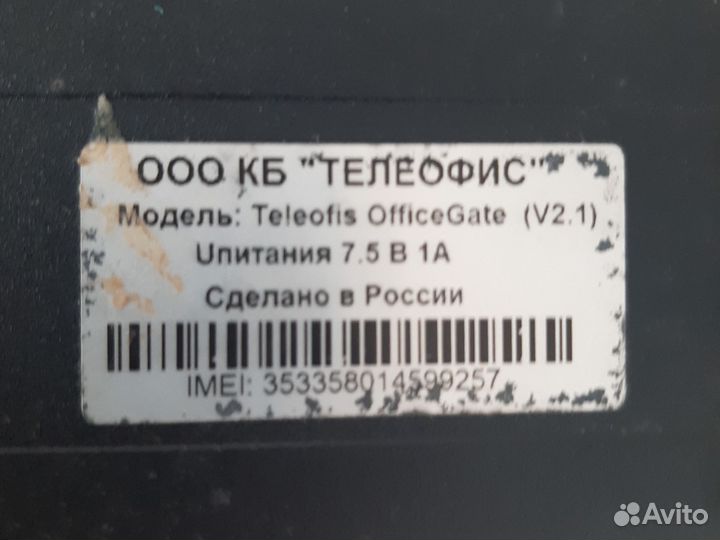 ООО КБ "ТЕЛЕОФИС"
Модель: Teleofis OfficeGate (V2.1)
Uпитания 7.5 В 1А
Сделано в России
IMEI: 353358014599257
Avito